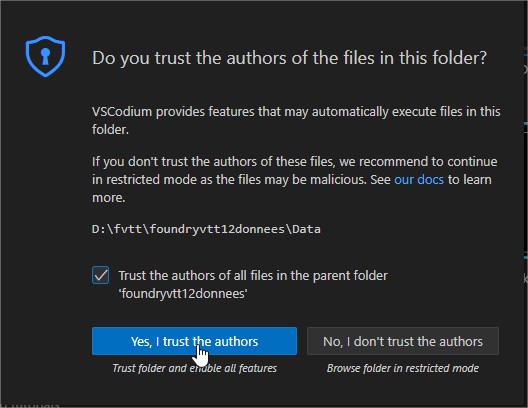 Do you trust the authors of the files in this folder?
VSCodium provides features that may automatically execute files in this
folder.
If you don't trust the authors of these files, we recommend to continue
in restricted mode as the files may be malicious. See our docs to learn
more.
D:\fvtt\foundryvtt12donnees\Data
Trust the authors of all files in the parent folder
'foundryvtt12donnees'
Yes, I trust the authors
No, I don't trust the authors
Trust folder and enable all features
Browse folder in restricted mode